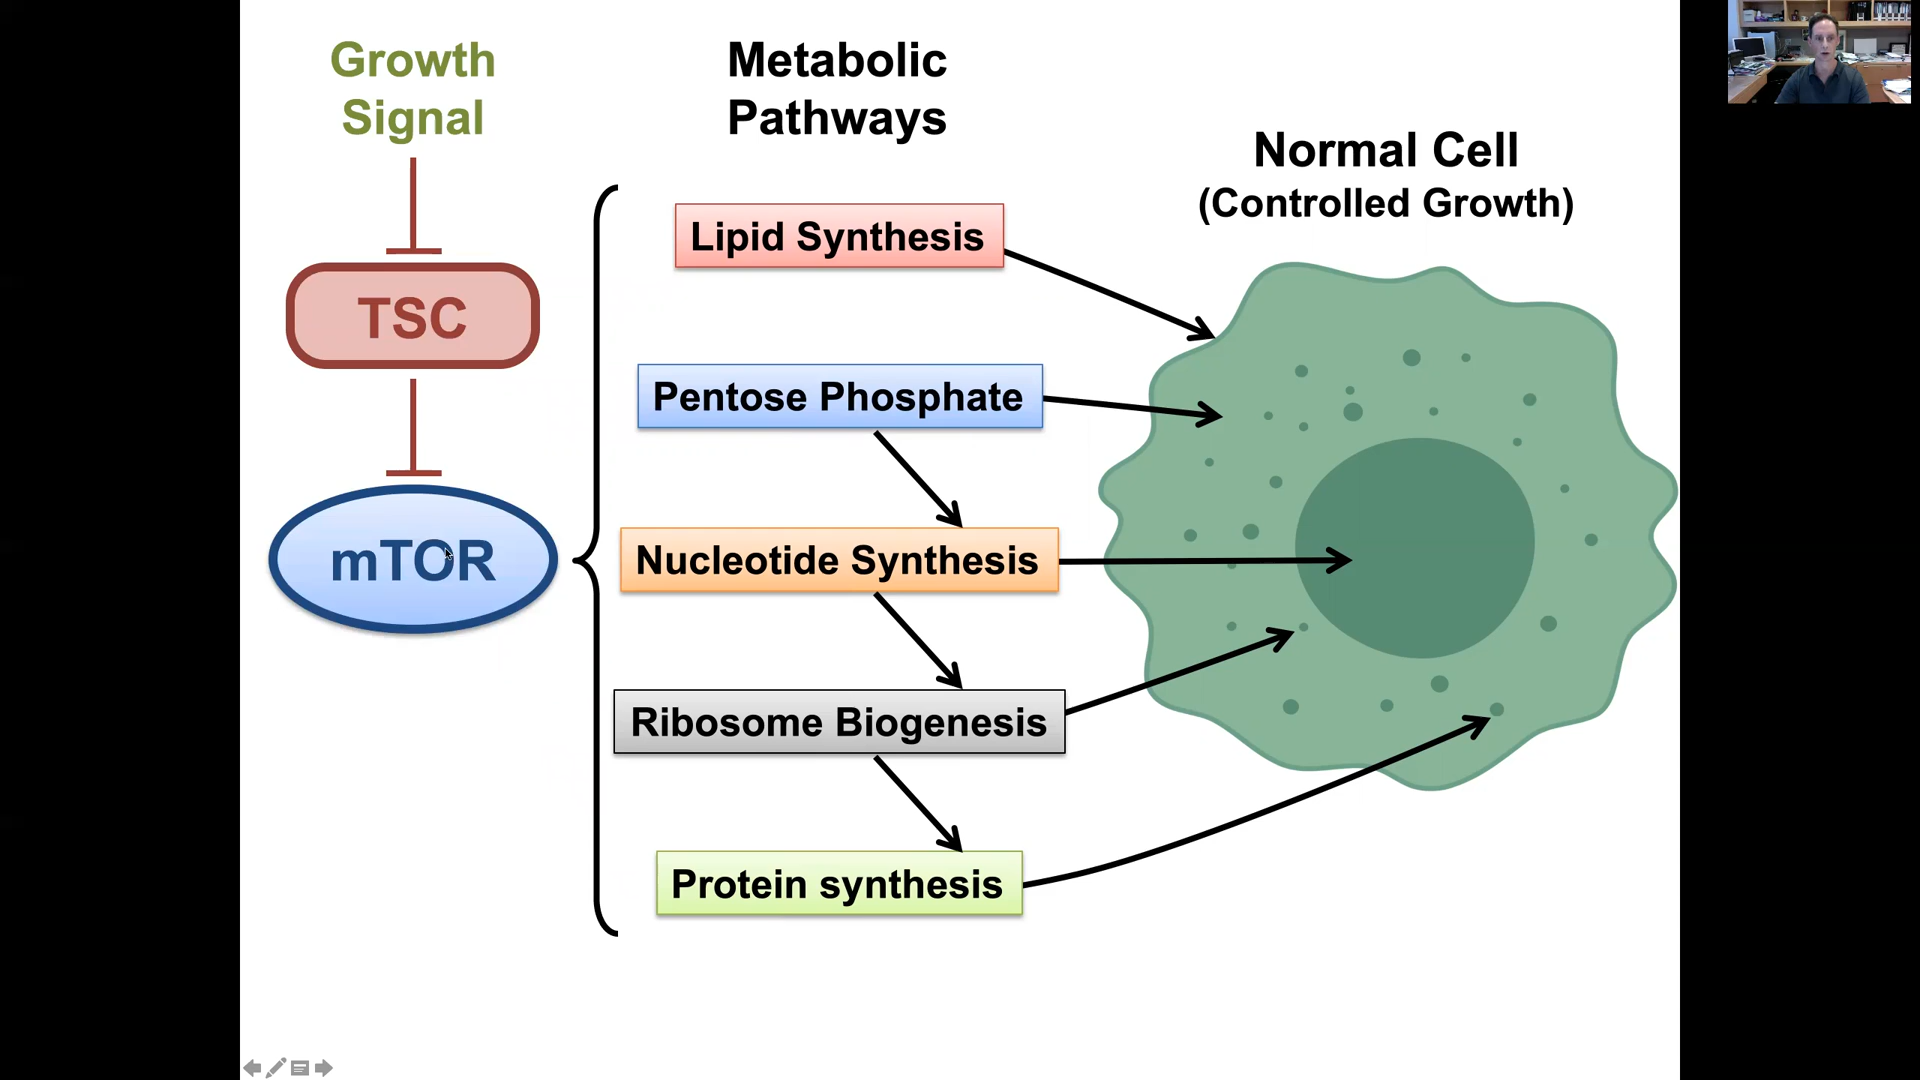 Growth
Signal
TSC
mTOR
Metabolic
Pathways
Lipid Synthesis
Pentose Phosphate
Nucleotide Synthesis
Ribosome Biogenesis
Protein synthesis
Normal Cell
(Controlled Growth)